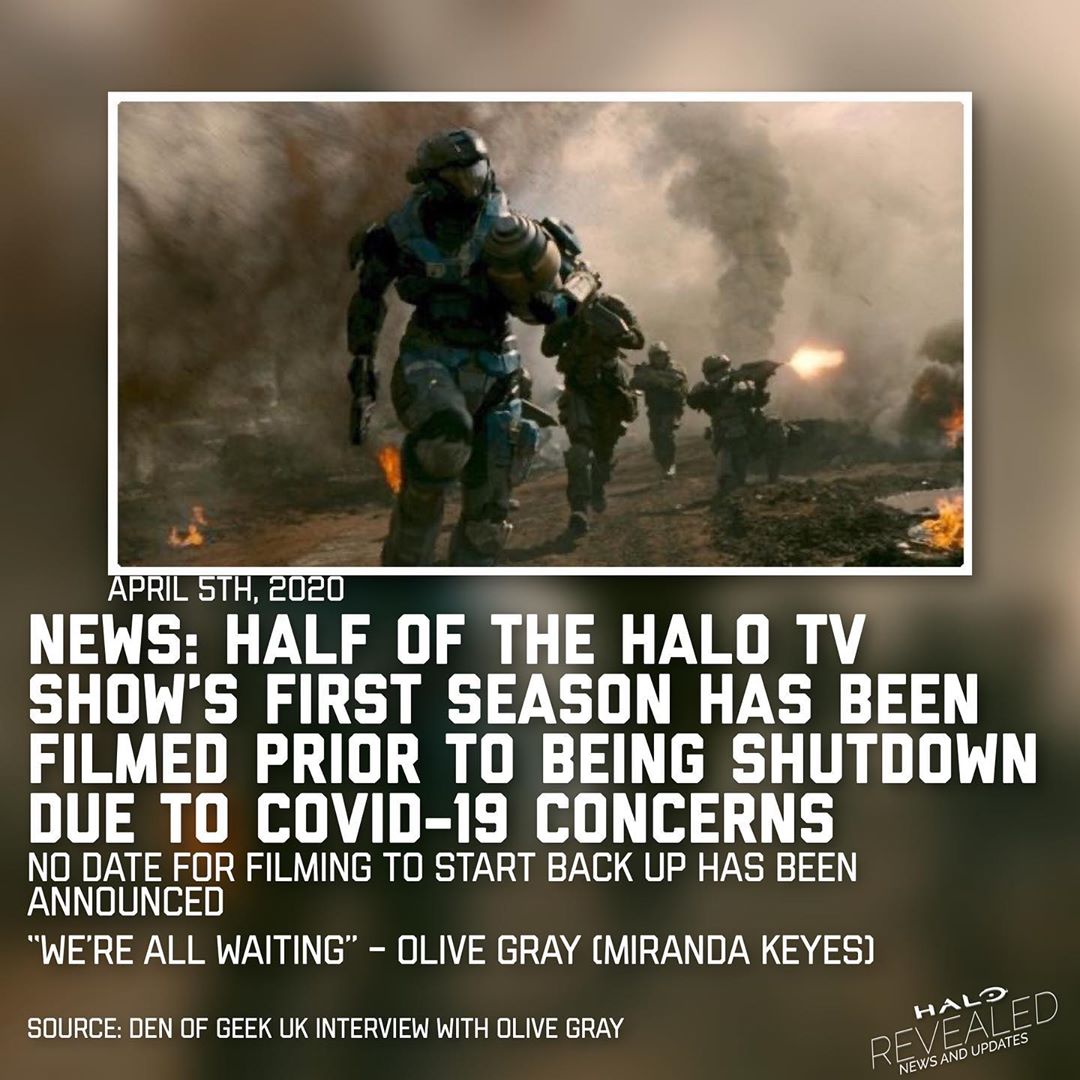 APRIL 5TH, 2020
NEWS: HALF OF THE HALO TV
SHOW'S FIRST SEASON HAS BEEN
FILMED PRIOR TO BEING SHUTDOWN
DUE TO COVID-19 CONCERNS
NO DATE FOR FILMING TO START BACK UP HAS BEEN
ANNOUNCED
"WE'RE ALL WAITING" - OLIVE GRAY (MIRANDA KEYES)
SOURCE: DEN OF GEEK UK INTERVIEW WITH OLIVE GRAY
HALO
REVEALED
NEWS AND UPDATES